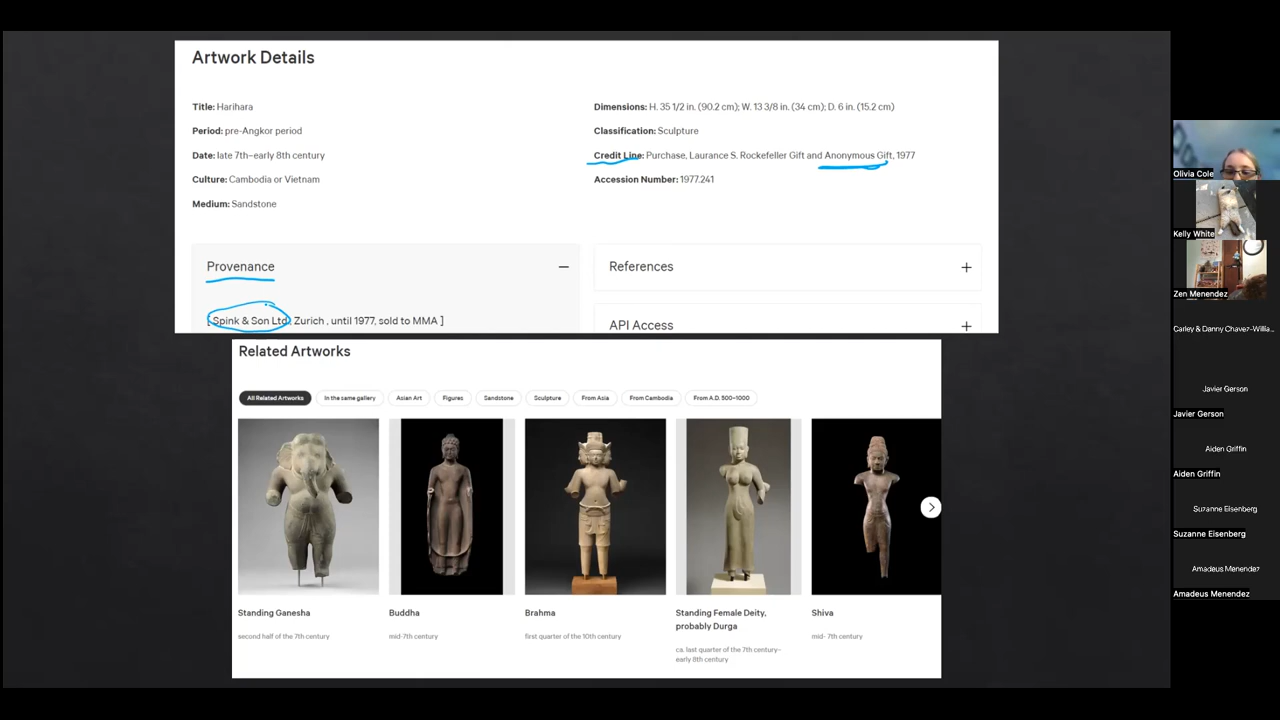 Artwork Details
Title: Harihara
Period: pre-Angkor period
Date: late 7th–early 8th century
Culture: Cambodia or Vietnam
Medium: Sandstone
Dimensions: H. 35 1/2 in. (90.2 cm); W. 13 3/8 in. (34 cm); D. 6 in. (15.2 cm)
Classification: Sculpture
Credit Line: Purchase, Laurance S. Rockefeller Gift and Anonymous Gift, 1977
Accession Number: 1977.241
Provenance
[ Spink & Son Ltd., Zurich , until 1977, sold to MMA ]
References
API Access
Related Artworks
All Related Artworks
In the same gallery
Asian Art
Figures
Sandstone
Sculpture
From Asia
From Cambodia
From A.D. 500–1000
Standing Ganesha
second half of the 7th century
Buddha
mid-7th century
Brahma
first quarter of the 10th century
Standing Female Deity,
probably Durga
ca. last quarter of the 7th century–
early 8th century
Shiva
mid- 7th century
Olivia Cole
Kelly White
Zen Menendez
Carley & Danny Chavez-Willia...
Javier Gerson
Javier Gerson
Aiden Griffin
Aiden Griffin
Suzanne Eisenberg
Suzanne Eisenberg
Amadeus Menendez
Amadeus Menendez